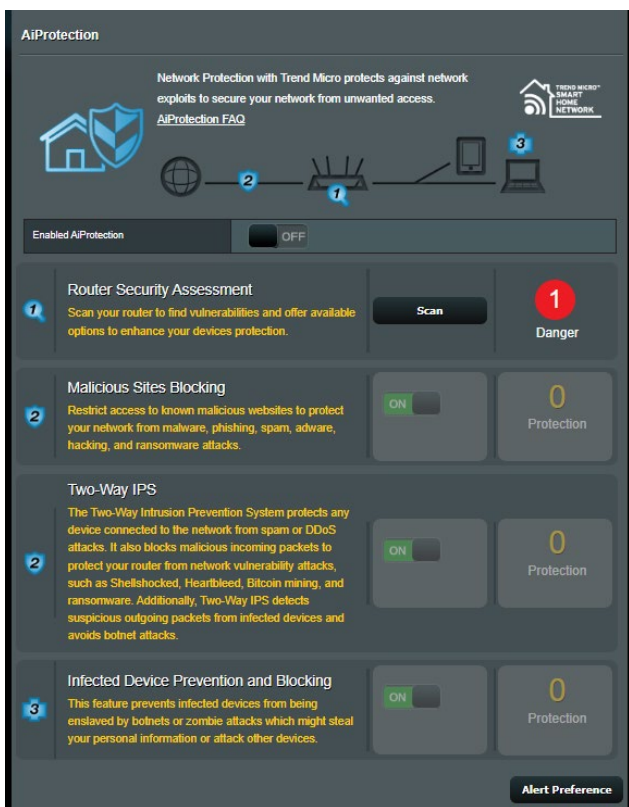 AiProtection
Network Protection with Trend Micro protects against network
exploits to secure your network from unwanted access.
AiProtection FAQ
TREND MICRO™
SMART
HOME
NETWORK
3
2
1
Enabled AiProtection
OFF
1
Router Security Assessment
Scan your router to find vulnerabilities and offer available
options to enhance your devices protection.
Scan
1
Danger
2
Malicious Sites Blocking
Restrict access to known malicious websites to protect
your network from malware, phishing, spam, adware,
hacking, and ransomware attacks.
ON
0
Protection
2
Two-Way IPS
The Two-Way Intrusion Prevention System protects any
device connected to the network from spam or DDoS
attacks. It also blocks malicious incoming packets to
protect your router from network vulnerability attacks,
such as Shellshocked, Heartbleed, Bitcoin mining, and
ransomware. Additionally, Two-Way IPS detects
suspicious outgoing packets from infected devices and
avoids botnet attacks.
ON
0
Protection
3
Infected Device Prevention and Blocking
This feature prevents infected devices from being
enslaved by botnets or zombie attacks which might steal
your personal information or attack other devices.
ON
0
Protection
Alert Preference